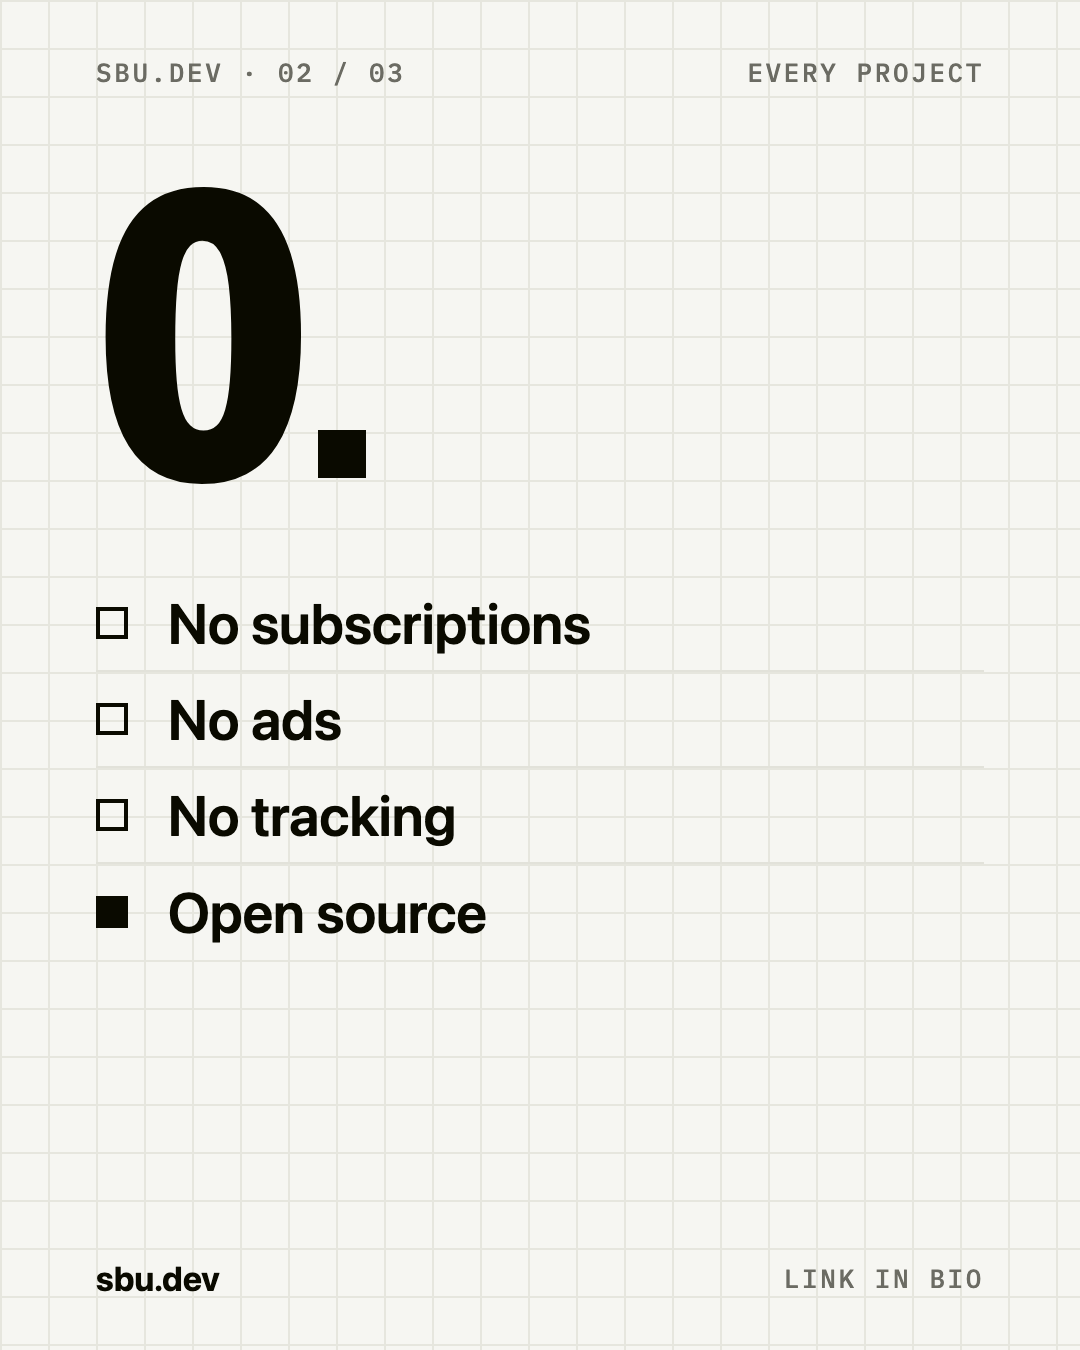 SBU.DEV · 02 / 03
EVERY PROJECT
0.
No subscriptions
No ads
No tracking
Open source
sbu.dev
LINK IN BIO